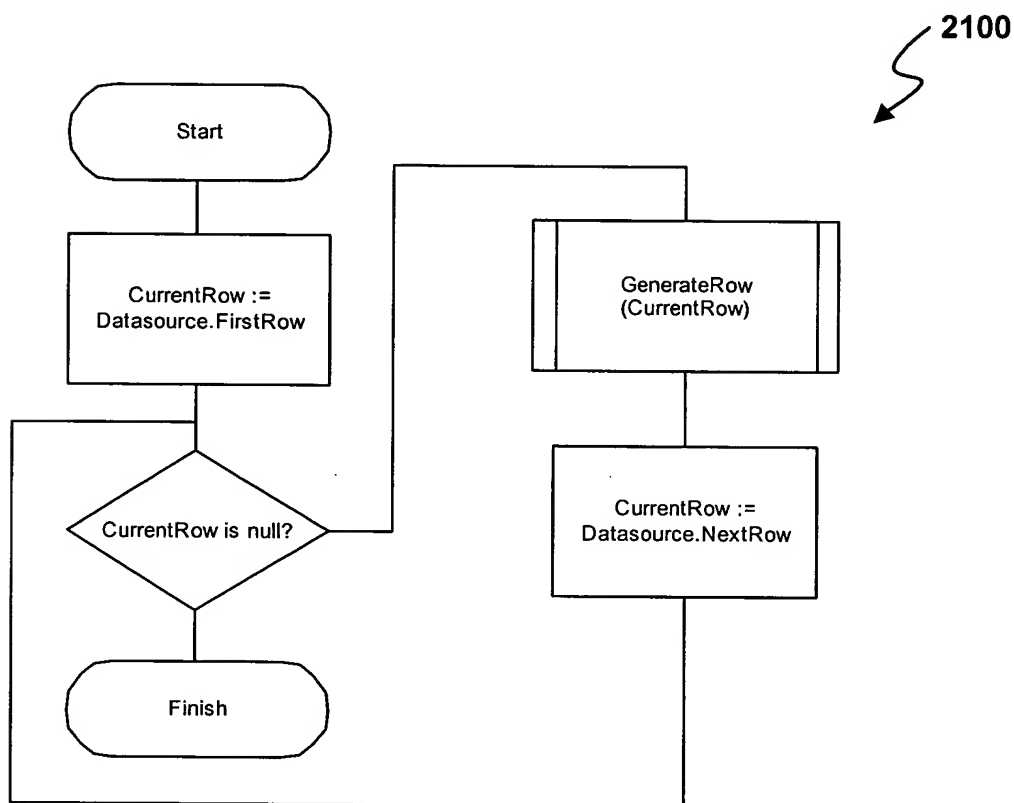 2100
Start
CurrentRow :=
Datasource.FirstRow
CurrentRow is null?
Finish
GenerateRow
(CurrentRow)
CurrentRow :=
Datasource.NextRow